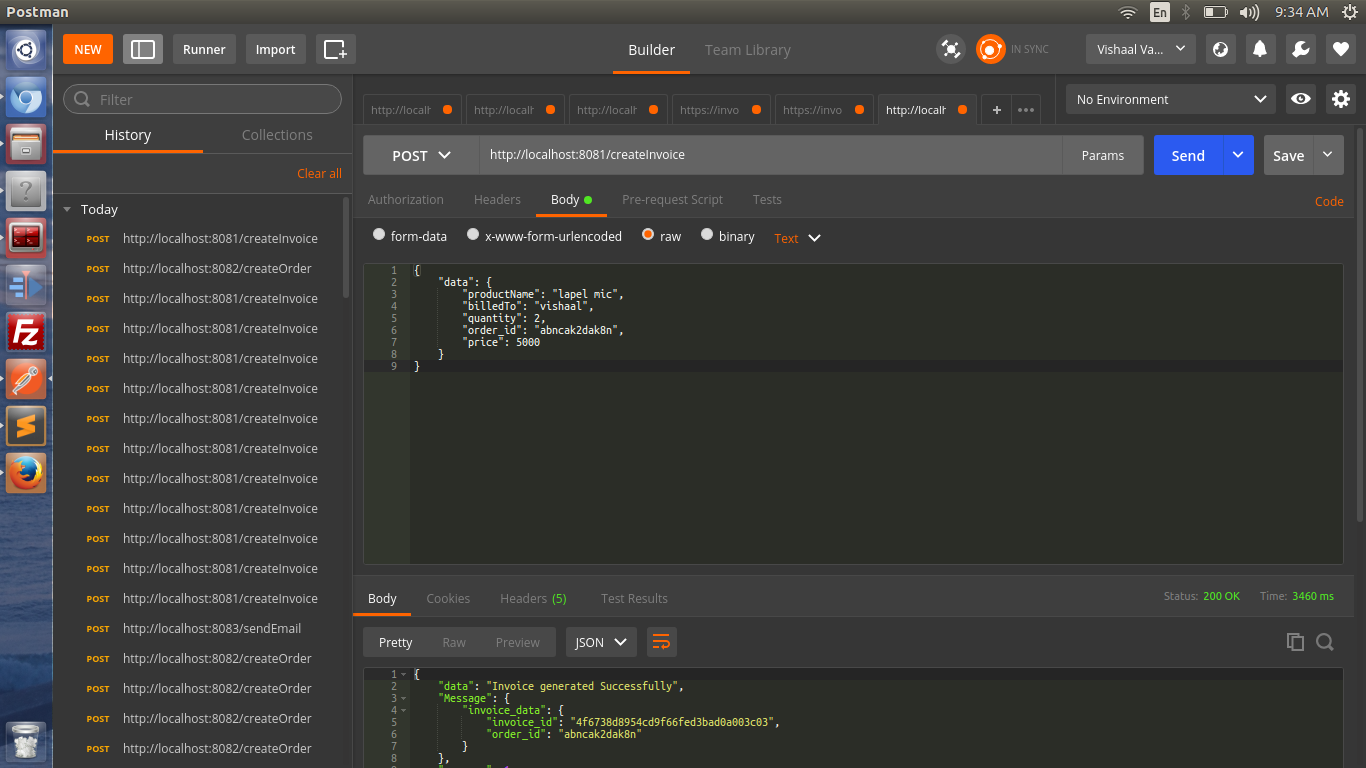 Postman
En
9:34 AM
NEW
Runner
Import
Builder
Team Library
IN SYNC
Vishaal Va...
Filter
History
Collections
Clear all
Today
POST http://localhost:8081/createInvoice
POST http://localhost:8082/createOrder
POST http://localhost:8081/createInvoice
POST http://localhost:8081/createInvoice
POST http://localhost:8081/createInvoice
POST http://localhost:8081/createInvoice
POST http://localhost:8081/createInvoice
POST http://localhost:8081/createInvoice
POST http://localhost:8081/createInvoice
POST http://localhost:8081/createInvoice
POST http://localhost:8081/createInvoice
POST http://localhost:8081/createInvoice
POST http://localhost:8081/createInvoice
POST http://localhost:8083/sendEmail
POST http://localhost:8082/createOrder
POST http://localhost:8082/createOrder
POST http://localhost:8082/createOrder
POST http://localhost:8082/createOrder
http://localh
http://localh
http://localh
https://invo
https://invo
http://localh
+
No Environment
POST
http://localhost:8081/createInvoice
Params
Send
Save
Authorization
Headers
Body
Pre-request Script
Tests
Code
form-data
x-www-form-urlencoded
raw
binary
Text
1 {
2 "data": {
3 "productName": "lapel mic",
4 "billedTo": "vishaal",
5 "quantity": 2,
6 "order_id": "abncak2dak8n",
7 "price": 5000
8 }
9 }
Body
Cookies
Headers (5)
Test Results
Status: 200 OK
Time: 3460 ms
Pretty
Raw
Preview
JSON
1 {
2 "data": "Invoice generated Successfully",
3 "Message": {
4 "invoice_data": {
5 "invoice_id": "4f6738d8954cd9f66fed3bad0a003c03",
6 "order_id": "abncak2dak8n"
7 }
8 },